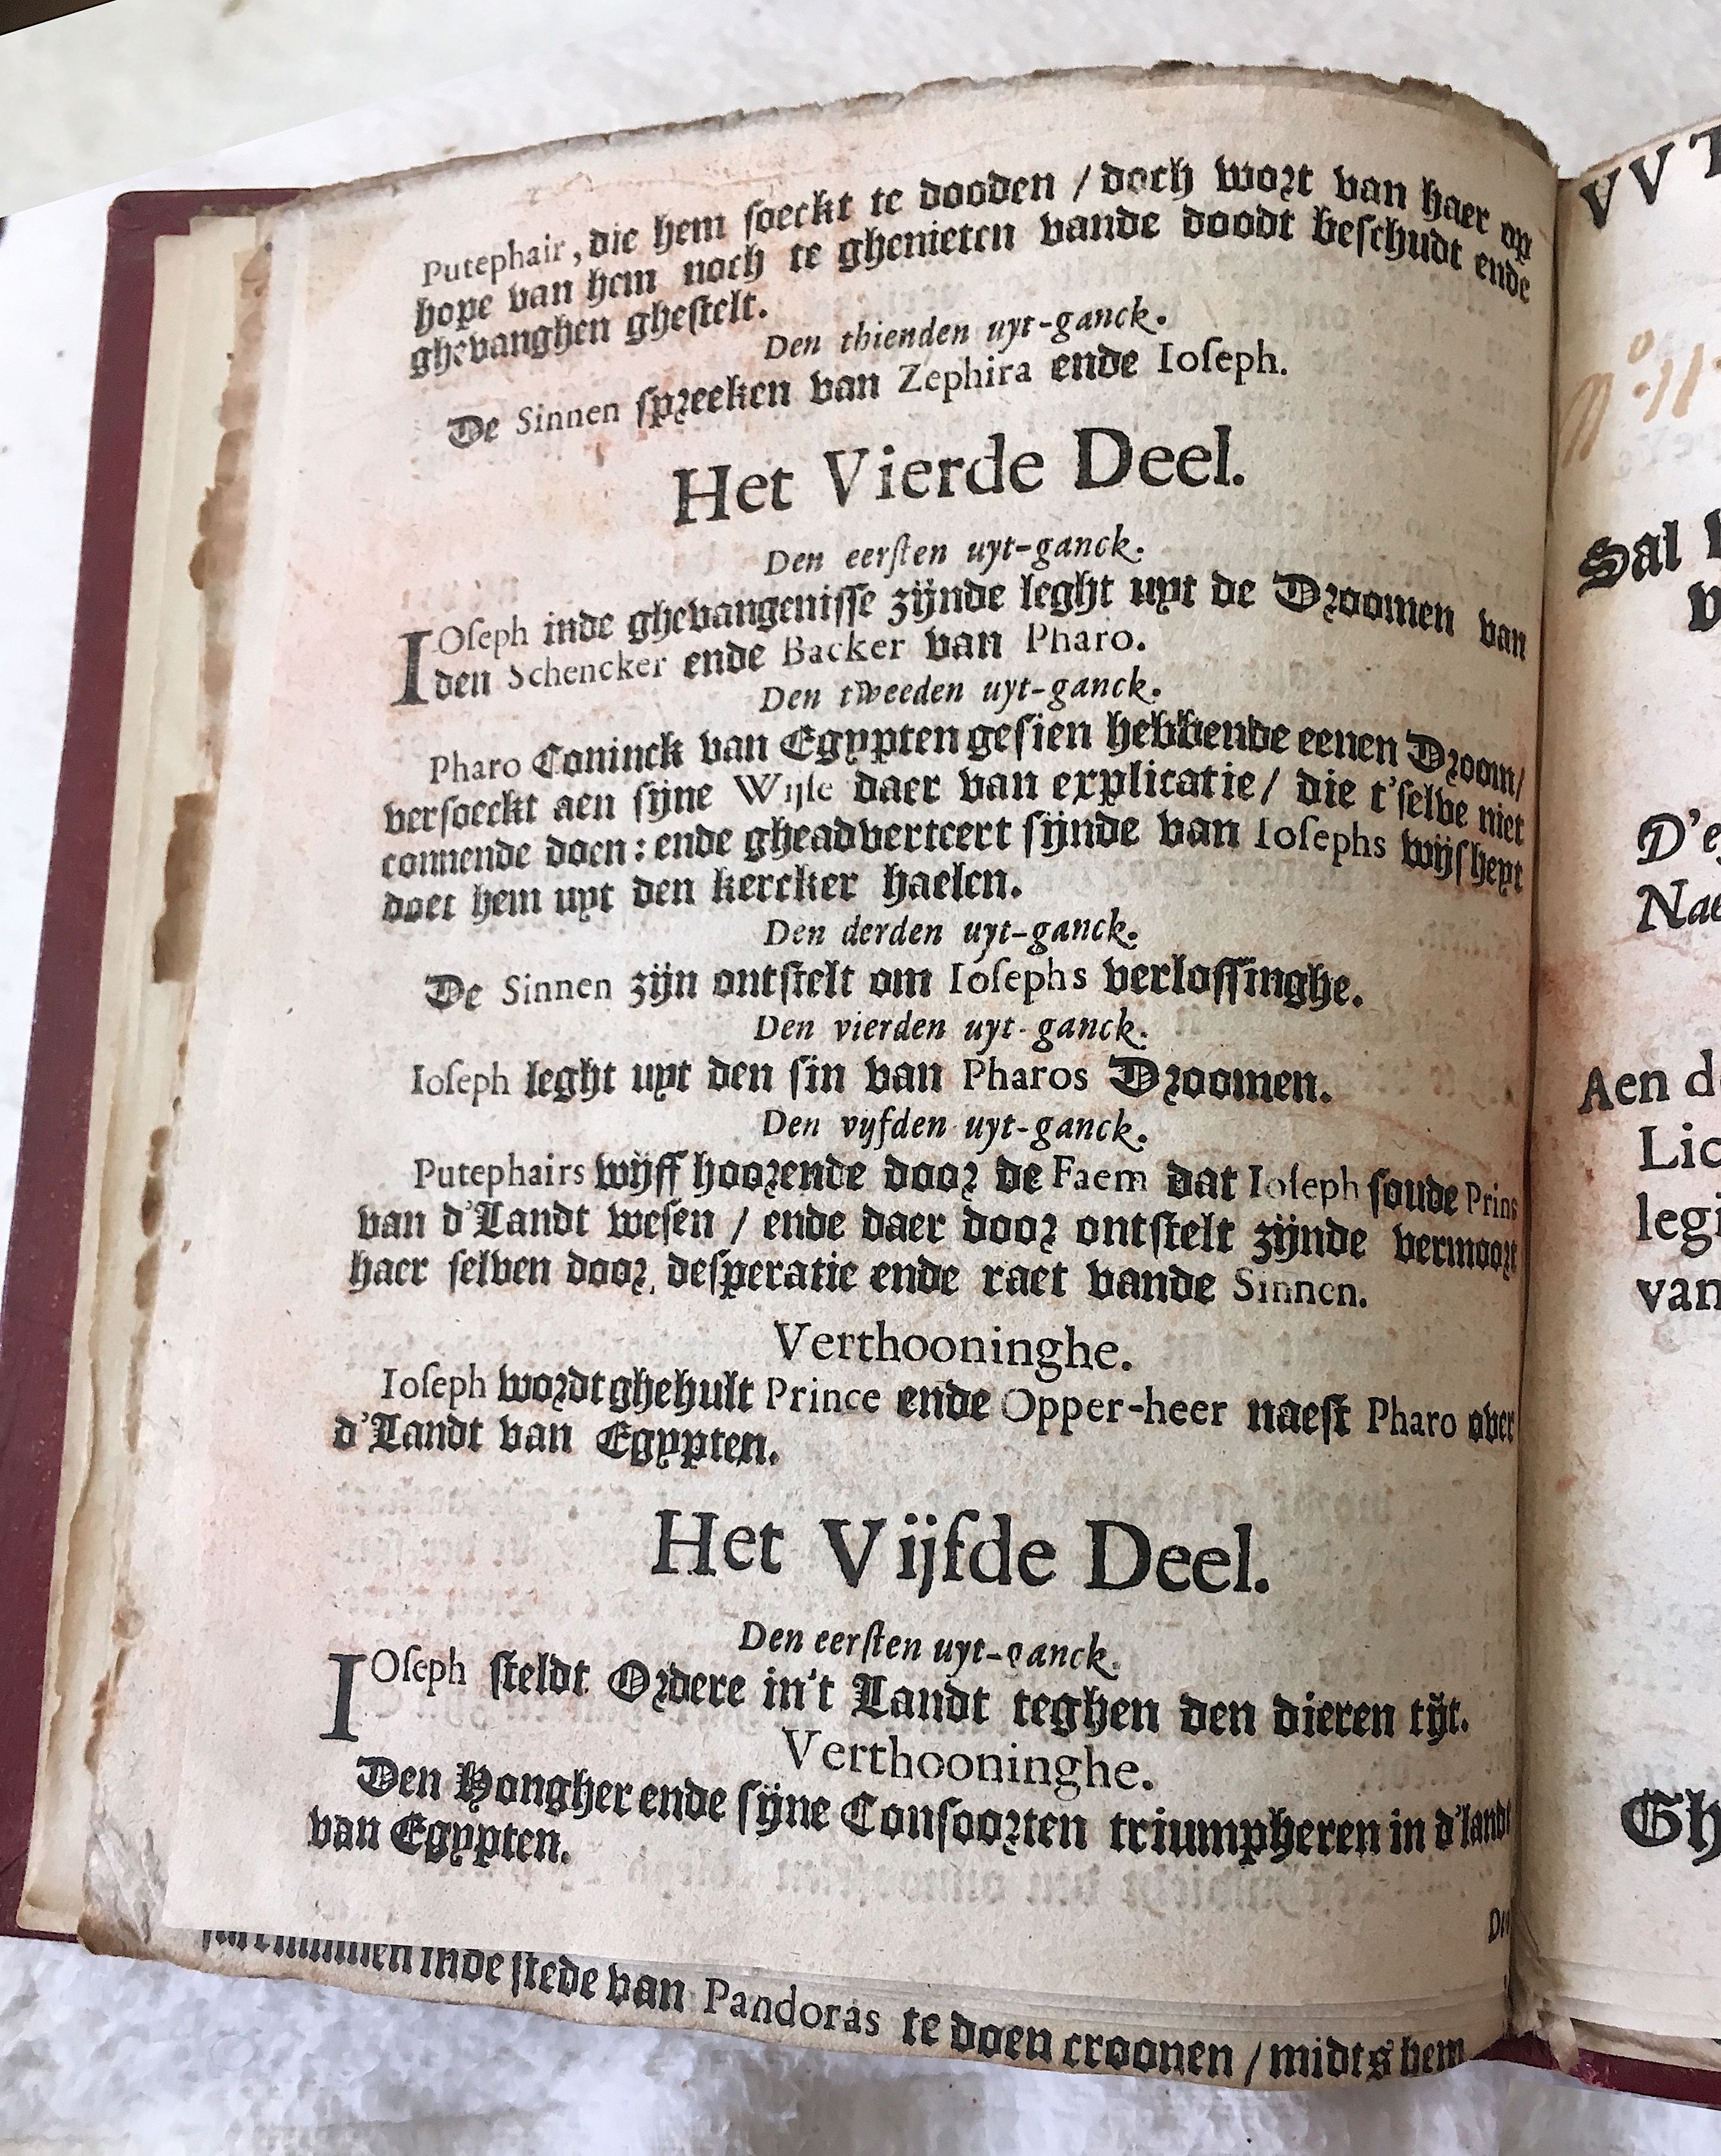 Putephair, die hem soeckt te dooden / doch wort van haer op
hope van hem noch te ghenieten vande doodt beschudt ende
ghevanghen ghestelt.
Den thienden uyt-ganck.
De Sinnen spreeken van Zephira ende Ioseph.
Het Vierde Deel.
Den eersten uyt-ganck.
IOseph inde ghevangenisse zijnde leght uyt de Droomen van
den Schencker ende Backer van Pharo.
Den tweeden uyt-ganck.
Pharo Coninck van Egypten gesien hebbende eenen Droom /
versoeckt aen sijne Wijse daer van explicatie / die t'selve niet
connende doen : ende gheadverteert sijnde van Iosephs wijsheyt
doet hem uyt den kercker haelen.
Den derden uyt-ganck.
De Sinnen zijn ontstelt om Iosephs verlossinghe.
Den vierden uyt-ganck.
Ioseph leght uyt den sin van Pharos Droomen.
Den vyfden uyt-ganck.
Putephairs wijff hoorende door de Faem dat Ioseph soude Prins
van d'Landt wesen / ende daer door ontstelt zijnde vermoort
haer selven door desperatie ende raet vande Sinnen.
Verthooninghe.
Ioseph wordt ghehult Prince ende Opper-heer naest Pharo over
d'Landt van Egypten.
Het Vijfde Deel.
Den eersten uyt-ganck.
IOseph steldt Ordere in't Landt teghen den dieren tijt.
Verthooninghe.
Den Hongher ende sijne Consoorten triumpheren in d'landt
van Egypten.
inde stede van Pandoras te doen croonen / midts hem
VVT
Sal
D'e
Nae
Aen d
Lic
legi
van
Gh